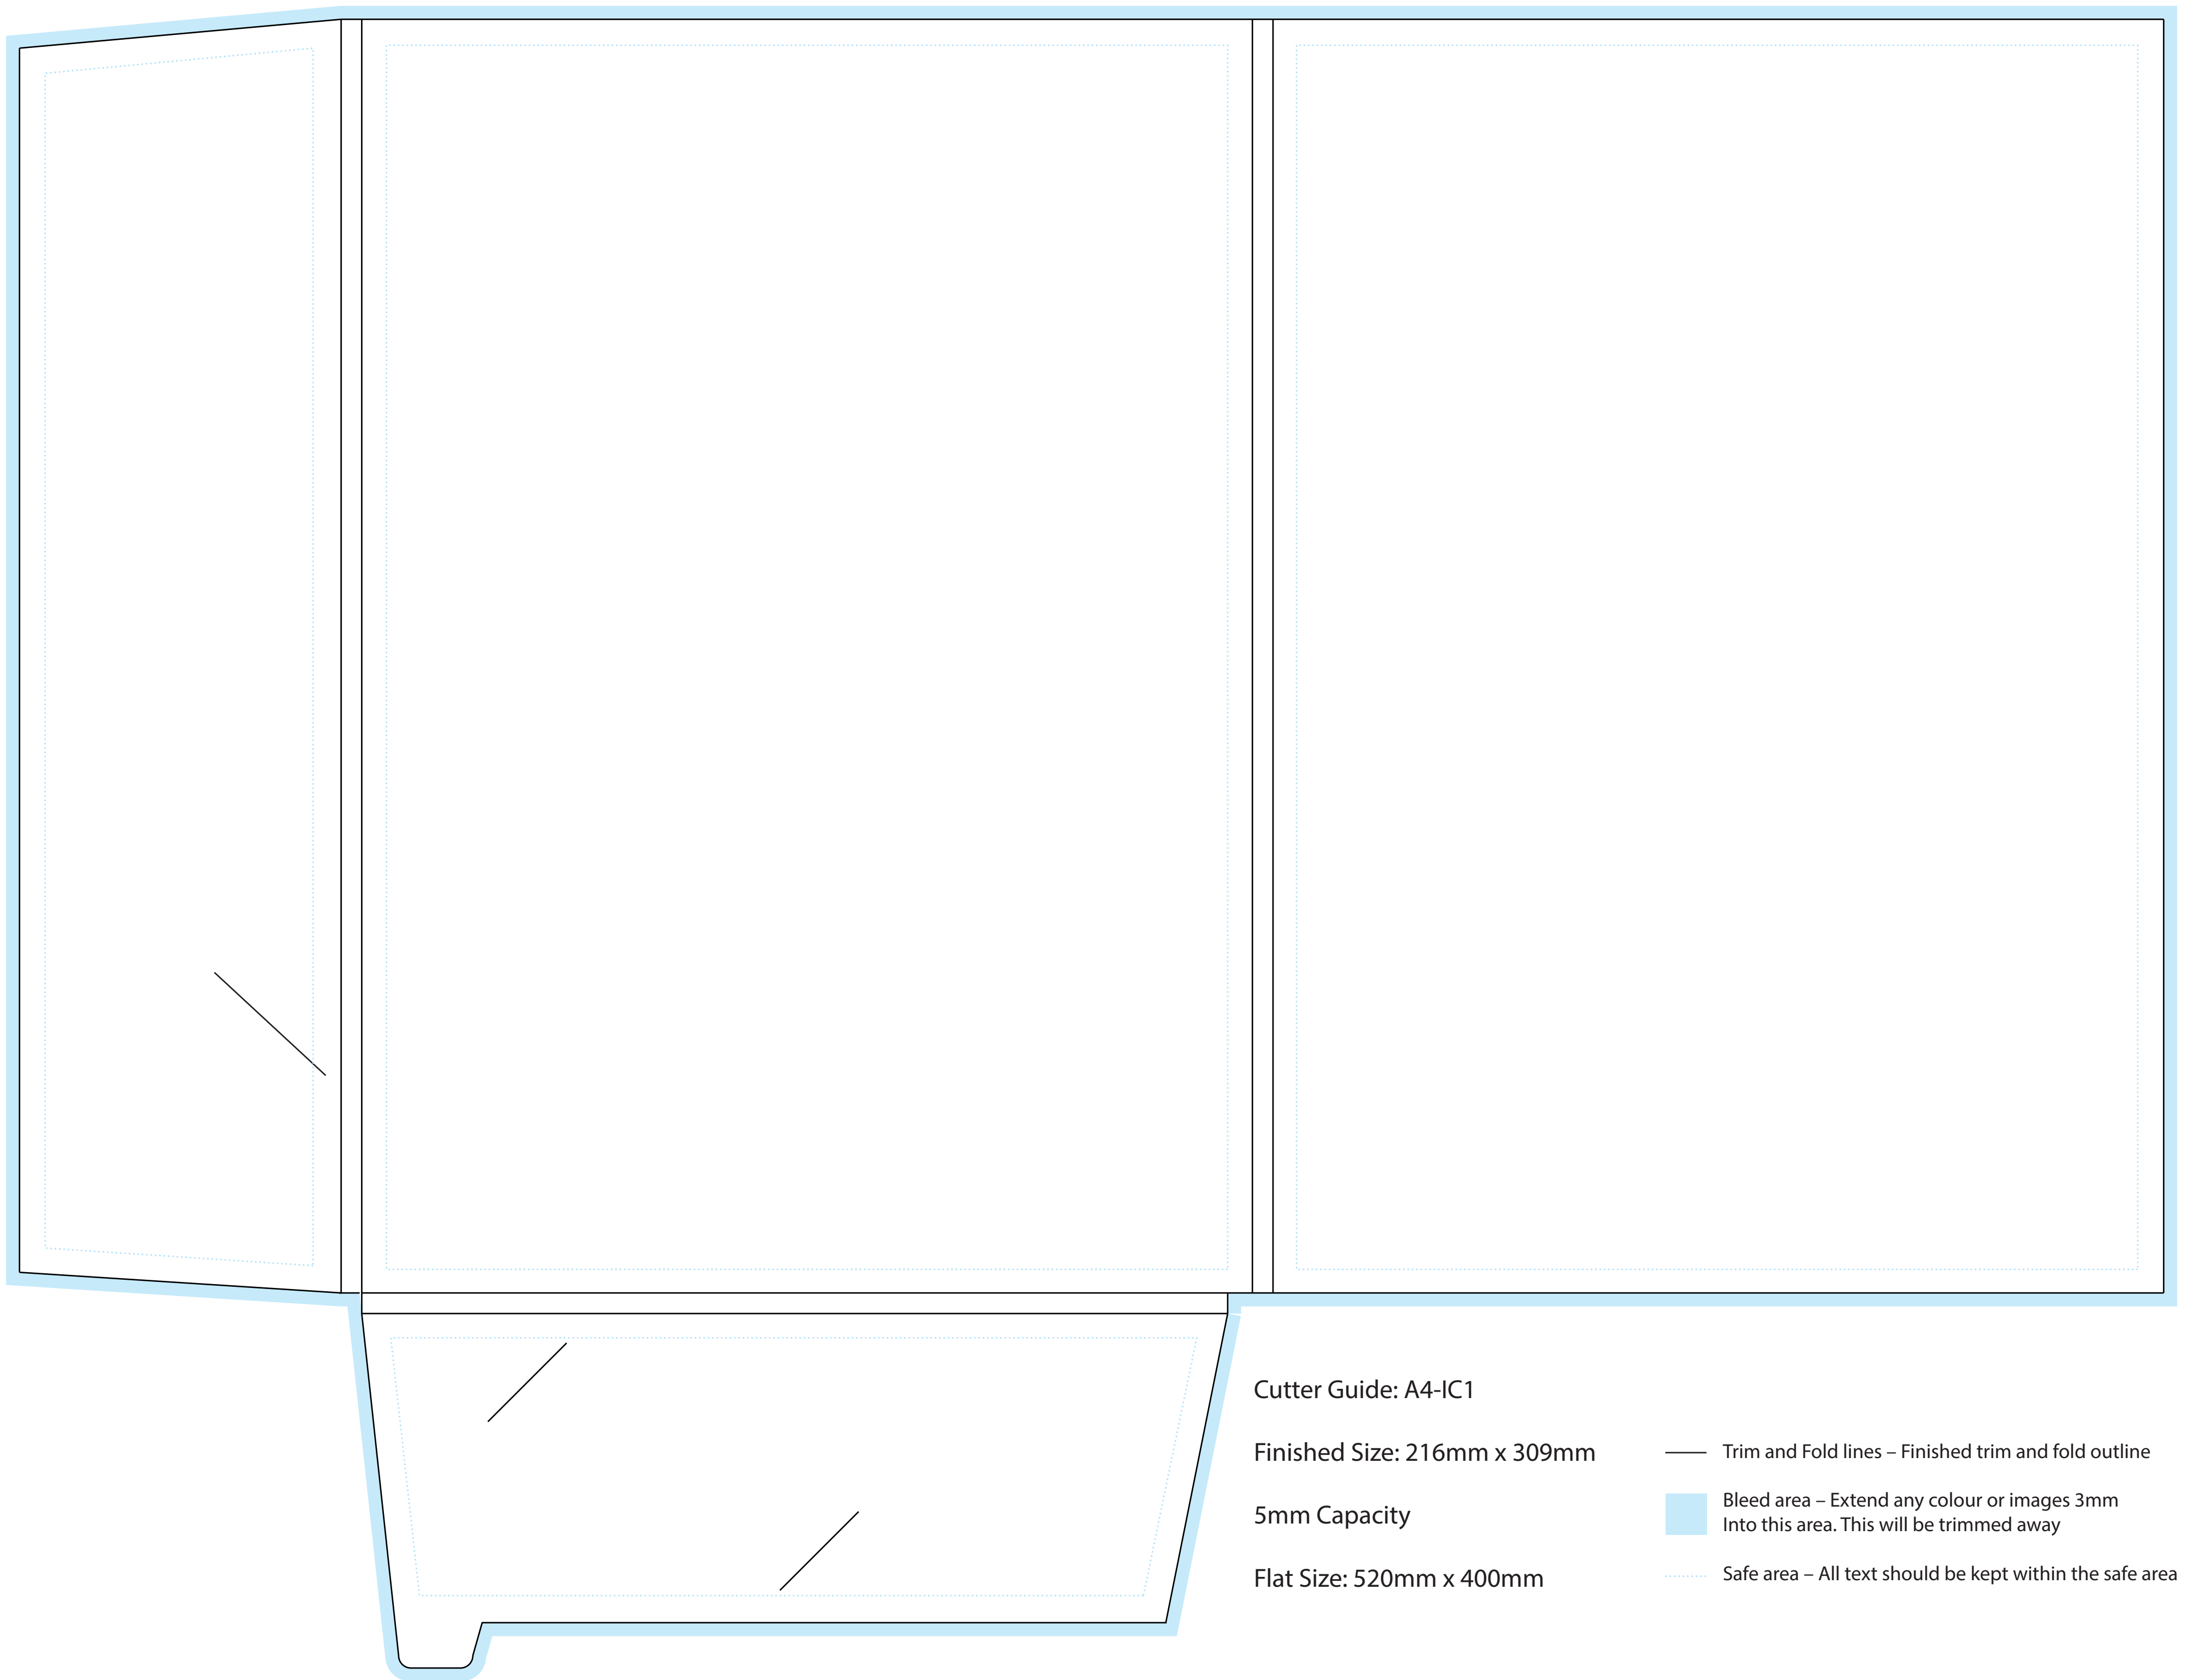 Cutter Guide: A4-IC1
Finished Size: 216mm x 309mm
5mm Capacity
Flat Size: 520mm x 400mm
Trim and Fold lines – Finished trim and fold outline
Bleed area – Extend any colour or images 3mm
Into this area. This will be trimmed away
Safe area – All text should be kept within the safe area